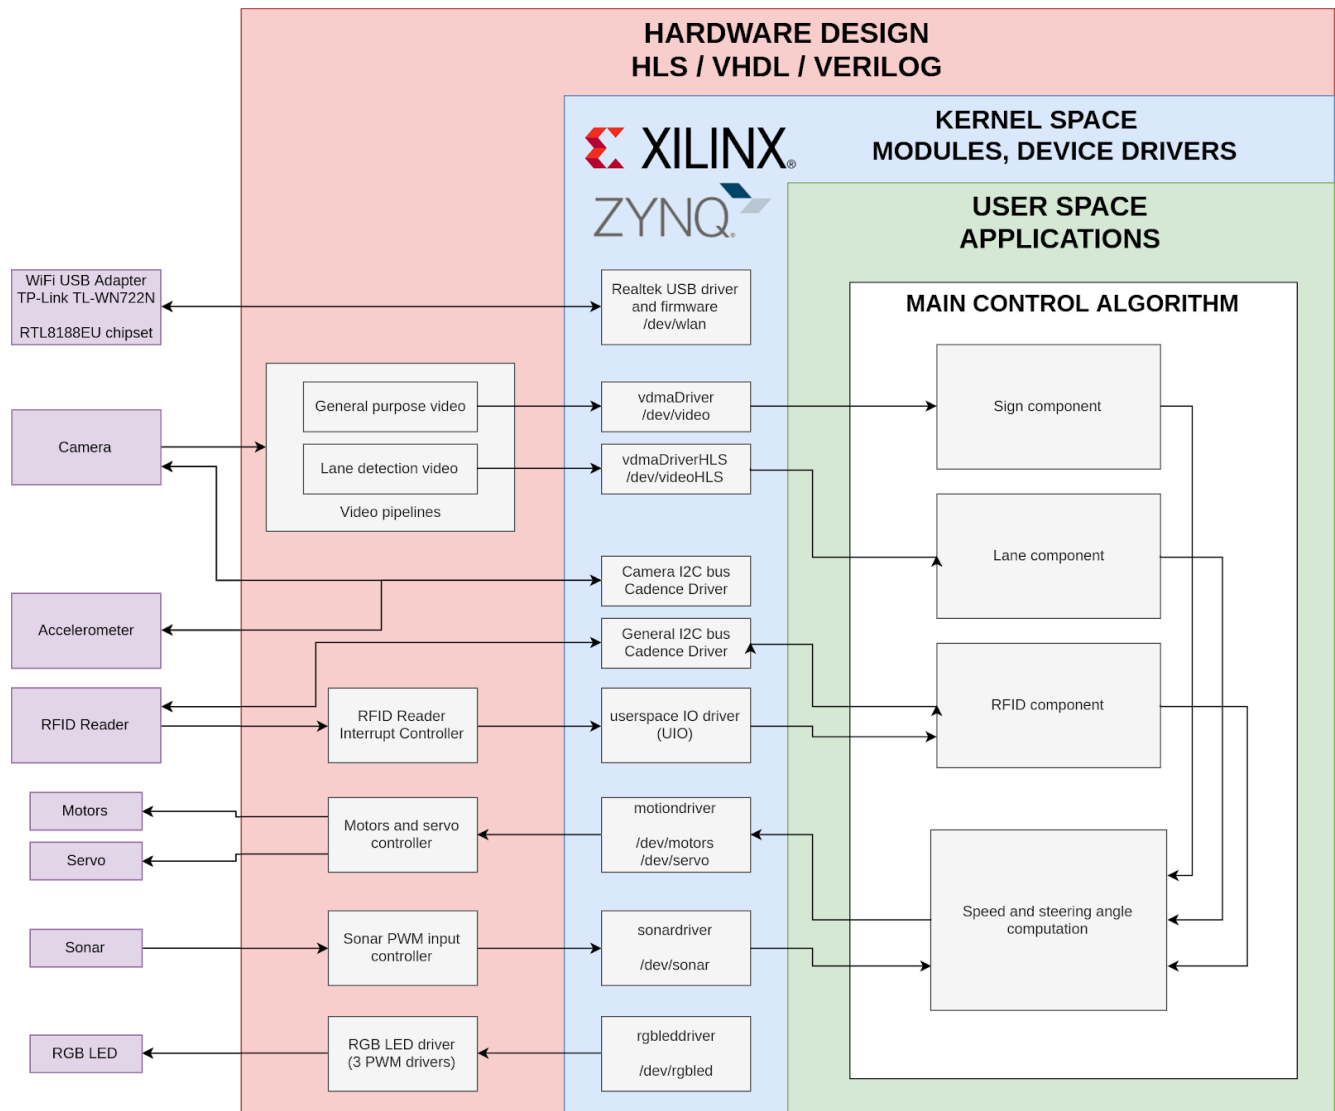 HARDWARE DESIGN
HLS / VHDL / VERILOG
KERNEL SPACE
MODULES, DEVICE DRIVERS
XILINX®
ZYNQ®
USER SPACE
APPLICATIONS
MAIN CONTROL ALGORITHM
WiFi USB Adapter
TP-Link TL-WN722N
RTL8188EU chipset
Realtek USB driver
and firmware
/dev/wlan
Camera
General purpose video
Lane detection video
Video pipelines
vdmaDriver
/dev/video
vdmaDriverHLS
/dev/videoHLS
Sign component
Lane component
Accelerometer
Camera I2C bus
Cadence Driver
General I2C bus
Cadence Driver
RFID Reader
RFID Reader
Interrupt Controller
userspace IO driver
(UIO)
RFID component
Motors
Servo
Motors and servo
controller
motiondriver
/dev/motors
/dev/servo
Speed and steering angle
computation
Sonar
Sonar PWM input
controller
sonardriver
/dev/sonar
RGB LED
RGB LED driver
(3 PWM drivers)
rgbleddriver
/dev/rgbled